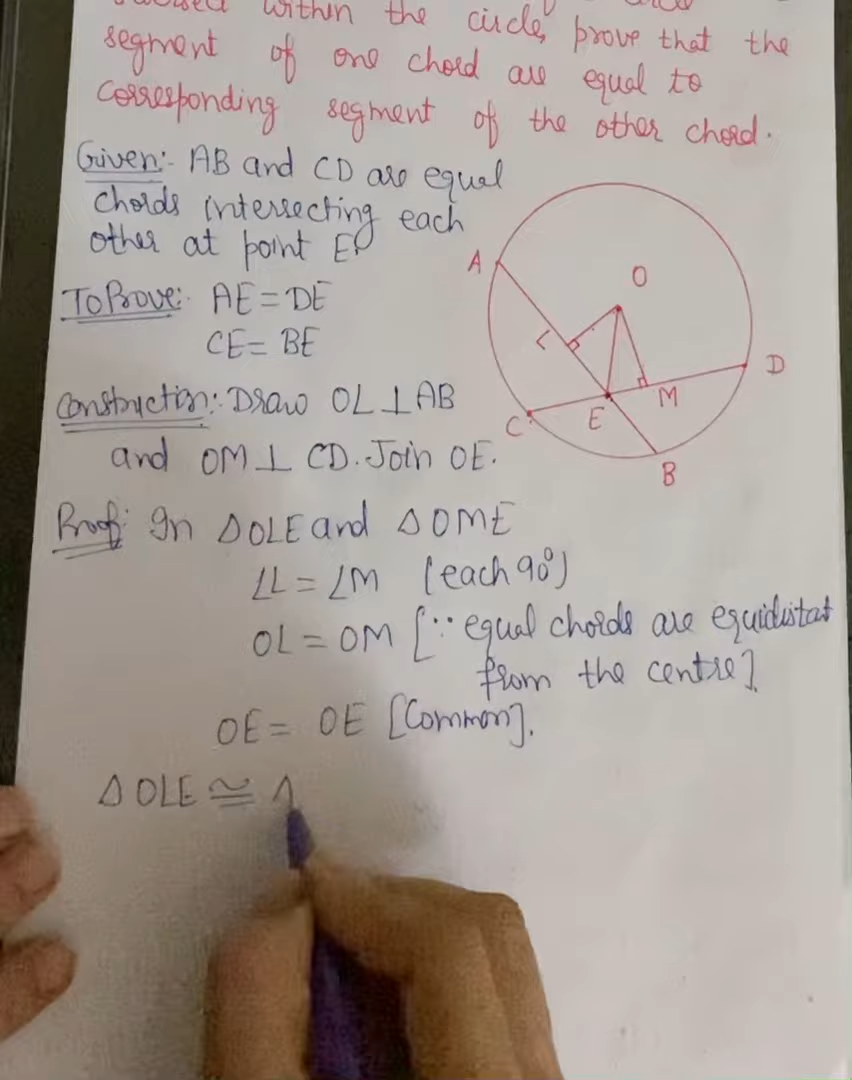 within the circle, prove that the
segment of one chord are equal to
corresponding segment of the other chord.
Given:- AB and CD are equal
chords intersecting each
other at point E.
To Prove: AE = DE
CE = BE
Construction:- Draw OL ⊥ AB
and OM ⊥ CD. Join OE.
Proof: In ΔOLE and ΔOME
∠L = ∠M (each 90°)
OL = OM [∵ equal chords are equidistat
from the centre].
OE = OE [Common].
Δ OLE ≅ Δ
A
O
L
D
M
C
E
B